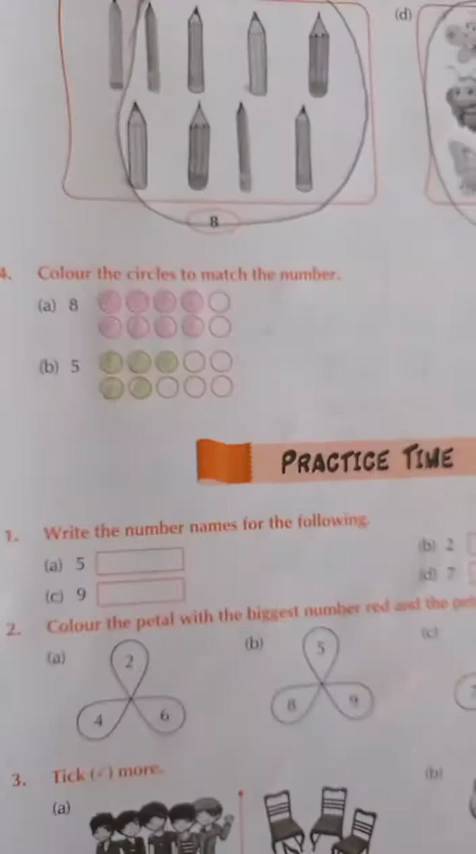 (d)
8
4. Colour the circles to match the number.
(a) 8
(b) 5
PRACTICE TIME
1. Write the number names for the following.
(a) 5
(b) 2
(c) 9
(d) 7
2. Colour the petal with the biggest number red and the
(a) 2 4 6
(b) 5 8 9
(c)
3. Tick (✓) more.
(a)
(b)